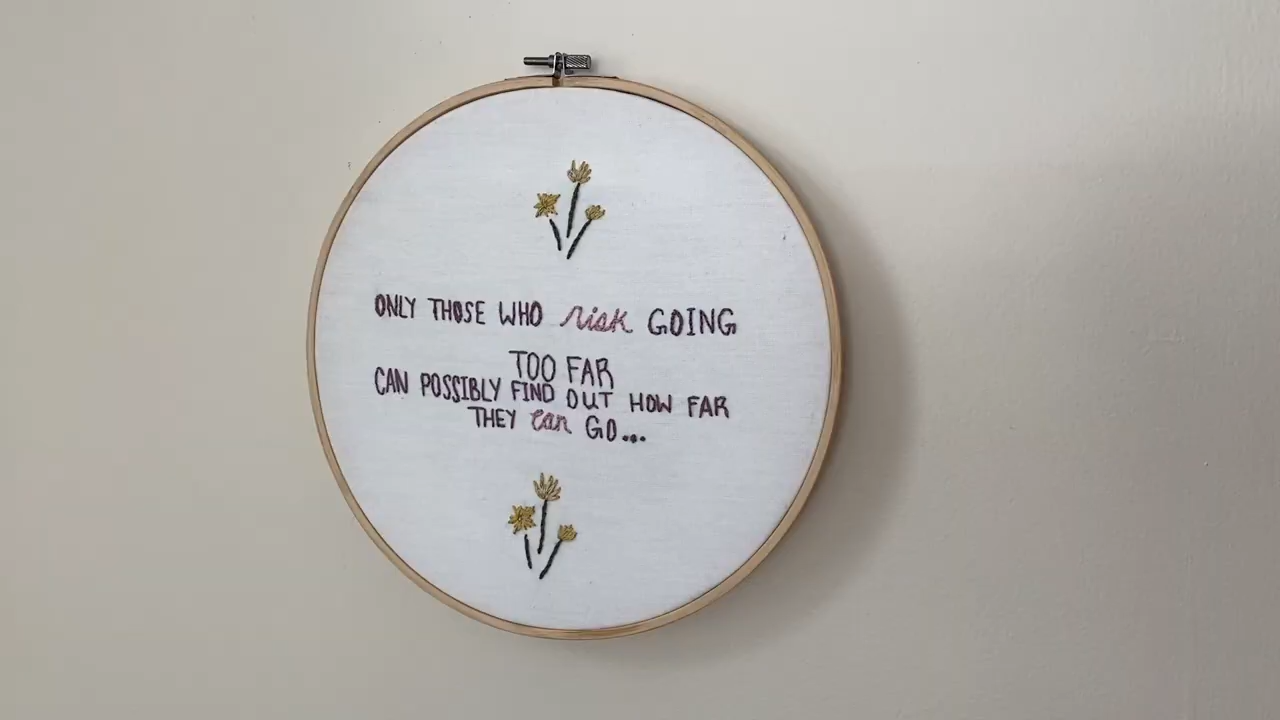 ONLY THOSE WHO risk GOING
TOO FAR
CAN POSSIBLY FIND OUT HOW FAR
THEY can GO...